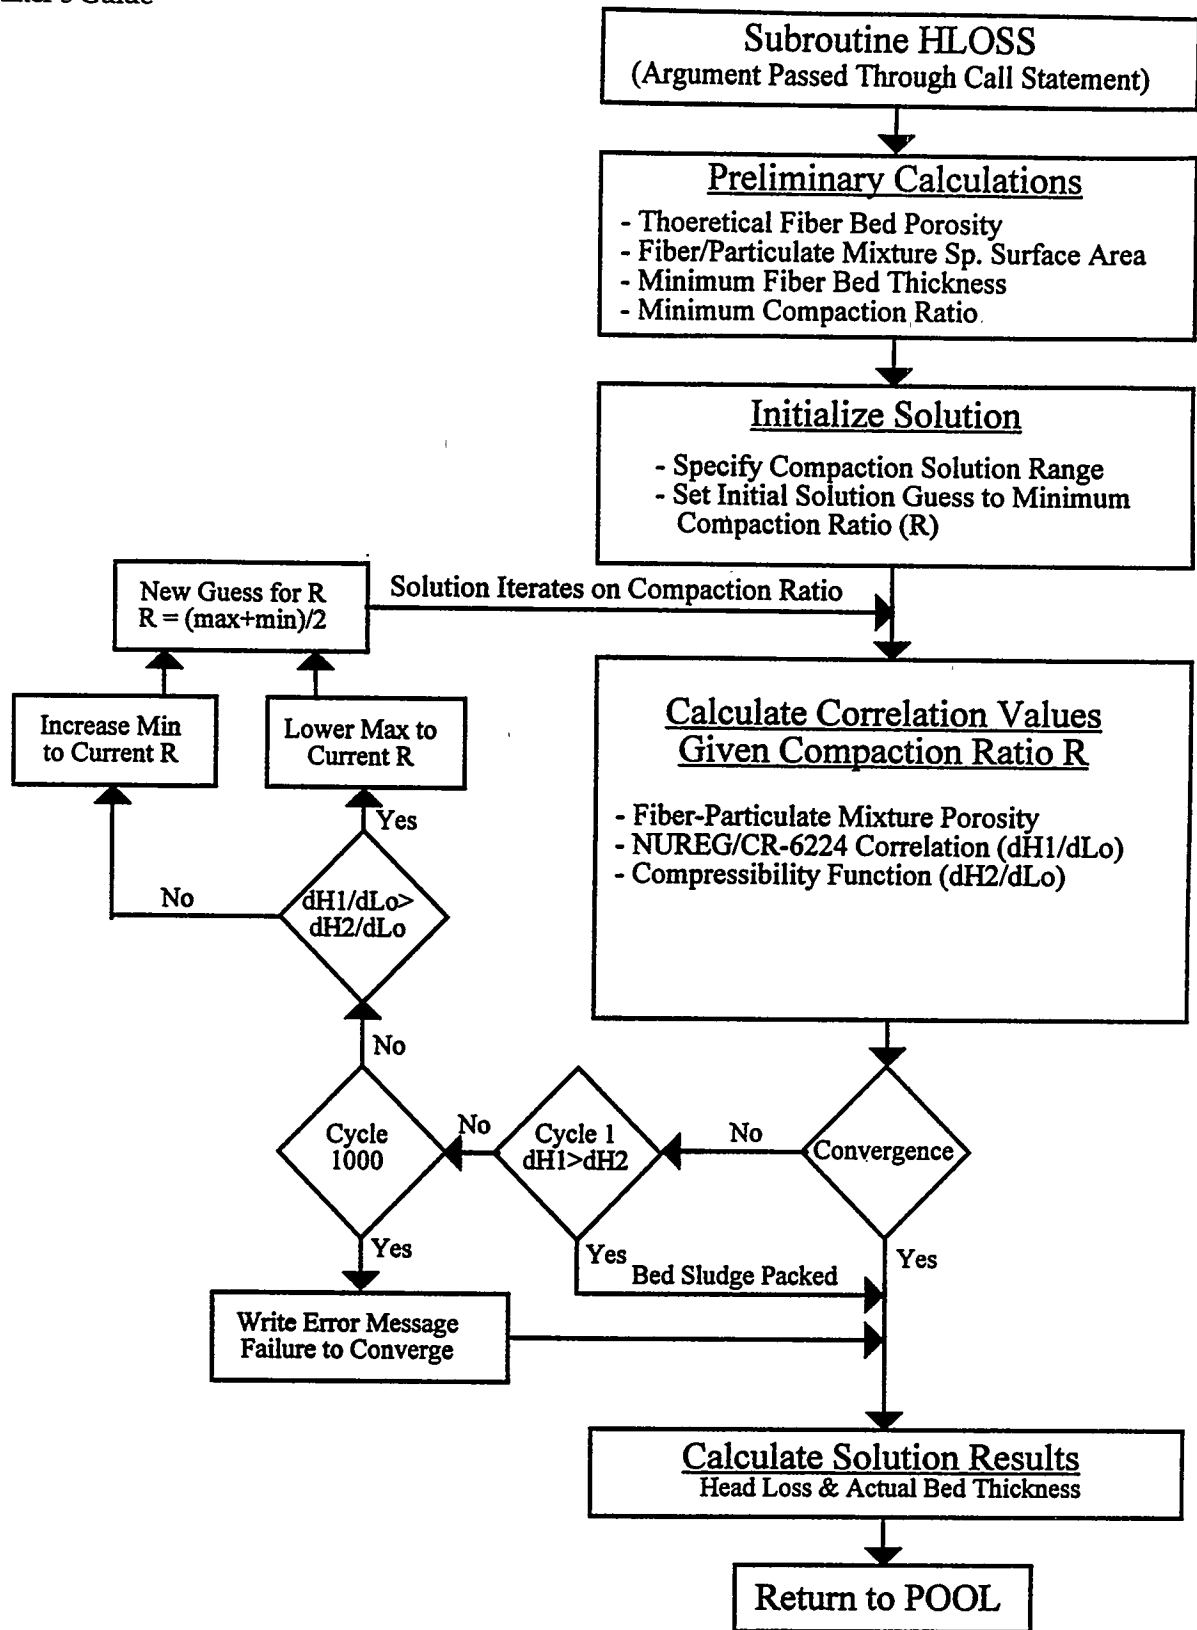 Subroutine HLOSS
(Argument Passed Through Call Statement)
Preliminary Calculations
- Thoeretical Fiber Bed Porosity
- Fiber/Particulate Mixture Sp. Surface Area
- Minimum Fiber Bed Thickness
- Minimum Compaction Ratio
Initialize Solution
- Specify Compaction Solution Range
- Set Initial Solution Guess to Minimum
Compaction Ratio (R)
New Guess for R
R = (max+min)/2
Solution Iterates on Compaction Ratio
Increase Min
to Current R
Lower Max to
Current R
Calculate Correlation Values
Given Compaction Ratio R
- Fiber-Particulate Mixture Porosity
- NUREG/CR-6224 Correlation (dH1/dLo)
- Compressibility Function (dH2/dLo)
Yes
No
dH1/dLo>
dH2/dLo
No
Cycle
1000
No
Cycle 1
dH1>dH2
No
Convergence
Yes
Yes
Bed Sludge Packed
Yes
Write Error Message
Failure to Converge
Calculate Solution Results
Head Loss & Actual Bed Thickness
Return to POOL